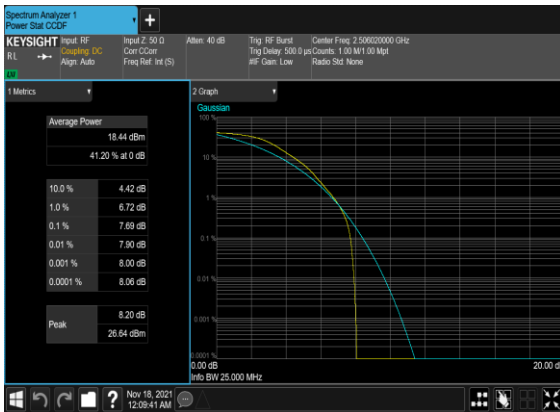 Spectrum Analyzer 1
Power Stat CCDF
+
KEYSIGHT
RL
Input: RF
Coupling: DC
Align: Auto
Input Z: 50 Ω
Corr CCorr
Freq Ref: Int (S)
Atten: 40 dB
Trig: RF Burst
Trig Delay: 500.0 µs
#IF Gain: Low
Center Freq: 2.506020000 GHz
Counts: 1.00 M/1.00 Mpt
Radio Std: None
1 Metrics
Average Power
18.44 dBm
41.20 % at 0 dB
10.0 % 4.42 dB
1.0 % 6.72 dB
0.1 % 7.69 dB
0.01 % 7.90 dB
0.001 % 8.00 dB
0.0001 % 8.06 dB
Peak
8.20 dB
26.64 dBm
2 Graph
Gaussian
100 %
10 %
1 %
0.1 %
0.01 %
0.001 %
0.0001 %
0.00 dB
20.00 d
Info BW 25.000 MHz
?
Nov 18, 2021
12:09:41 AM